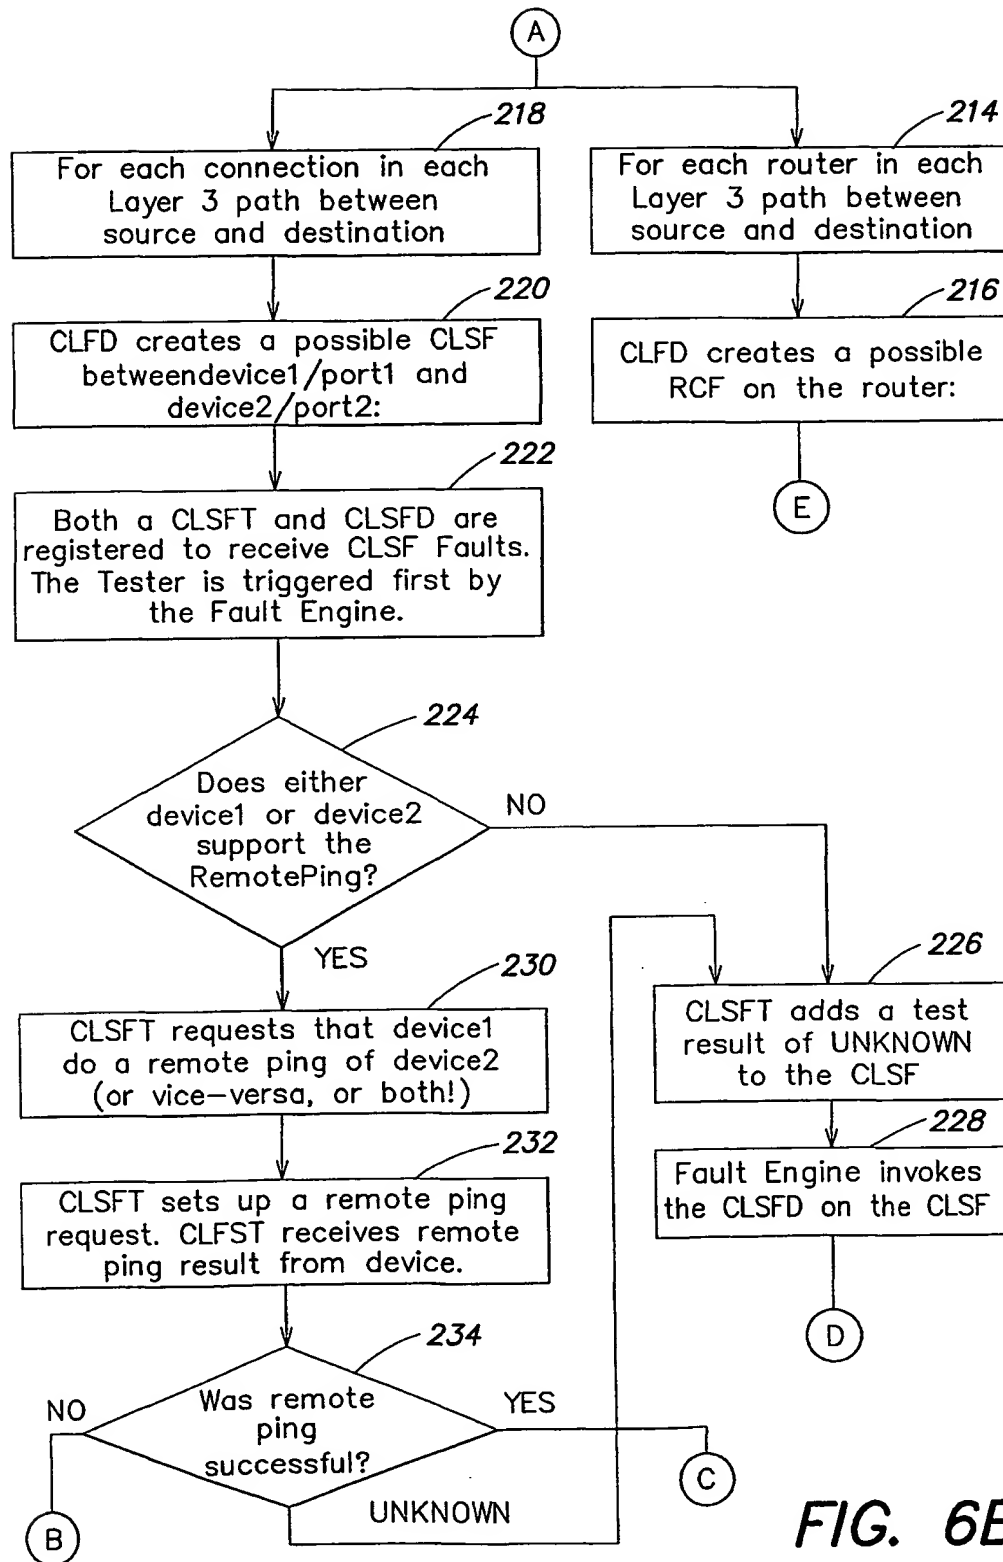 A
218
For each connection in each
Layer 3 path between
source and destination
214
For each router in each
Layer 3 path between
source and destination
220
CLFD creates a possible CLSF
betweendevice1/port1 and
device2/port2:
216
CLFD creates a possible
RCF on the router:
E
222
Both a CLSFT and CLSFD are
registered to receive CLSF Faults.
The Tester is triggered first by
the Fault Engine.
224
Does either
device1 or device2
support the
RemotePing?
NO
YES
230
CLSFT requests that device1
do a remote ping of device2
(or vice-versa, or both!)
226
CLSFT adds a test
result of UNKNOWN
to the CLSF
232
CLSFT sets up a remote ping
request. CLFST receives remote
ping result from device.
228
Fault Engine invokes
the CLSFD on the CLSF
D
234
Was remote
ping
successful?
NO
YES
UNKNOWN
B
C
FIG. 6B